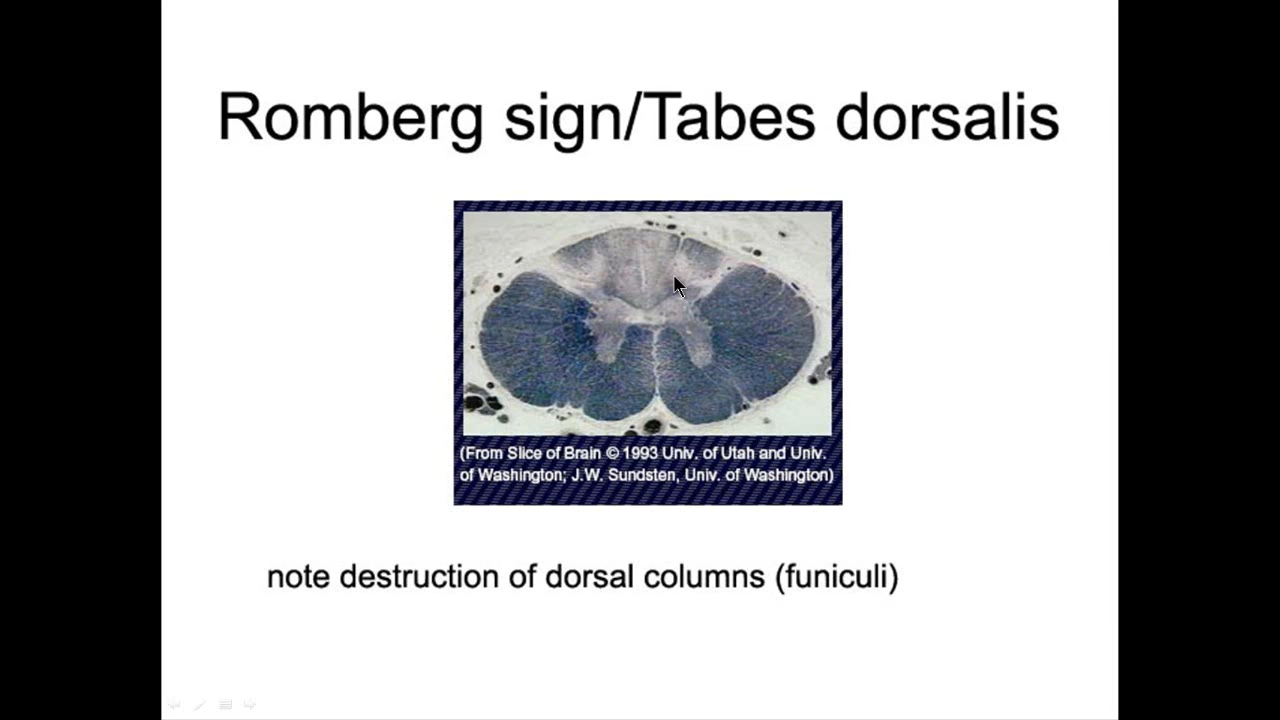 Romberg sign/Tabes dorsalis
(From Slice of Brain © 1993 Univ. of Utah and Univ.
of Washington; J.W. Sundsten, Univ. of Washington)
note destruction of dorsal columns (funiculi)